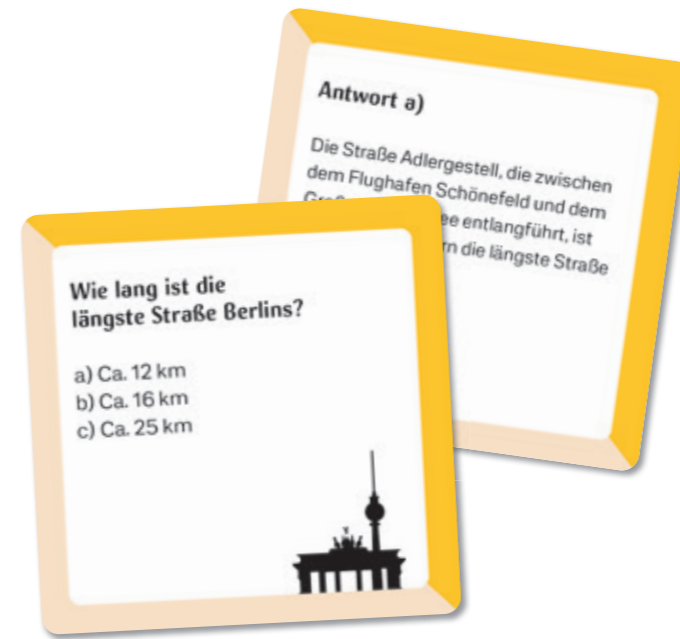 Antwort a)
Die Straße Adlergestell, die zwischen
dem Flughafen Schönefeld und dem
ee entlangführt, ist
rn die längste Straße
Wie lang ist die
längste Straße Berlins?
a) Ca. 12 km
b) Ca. 16 km
c) Ca. 25 km